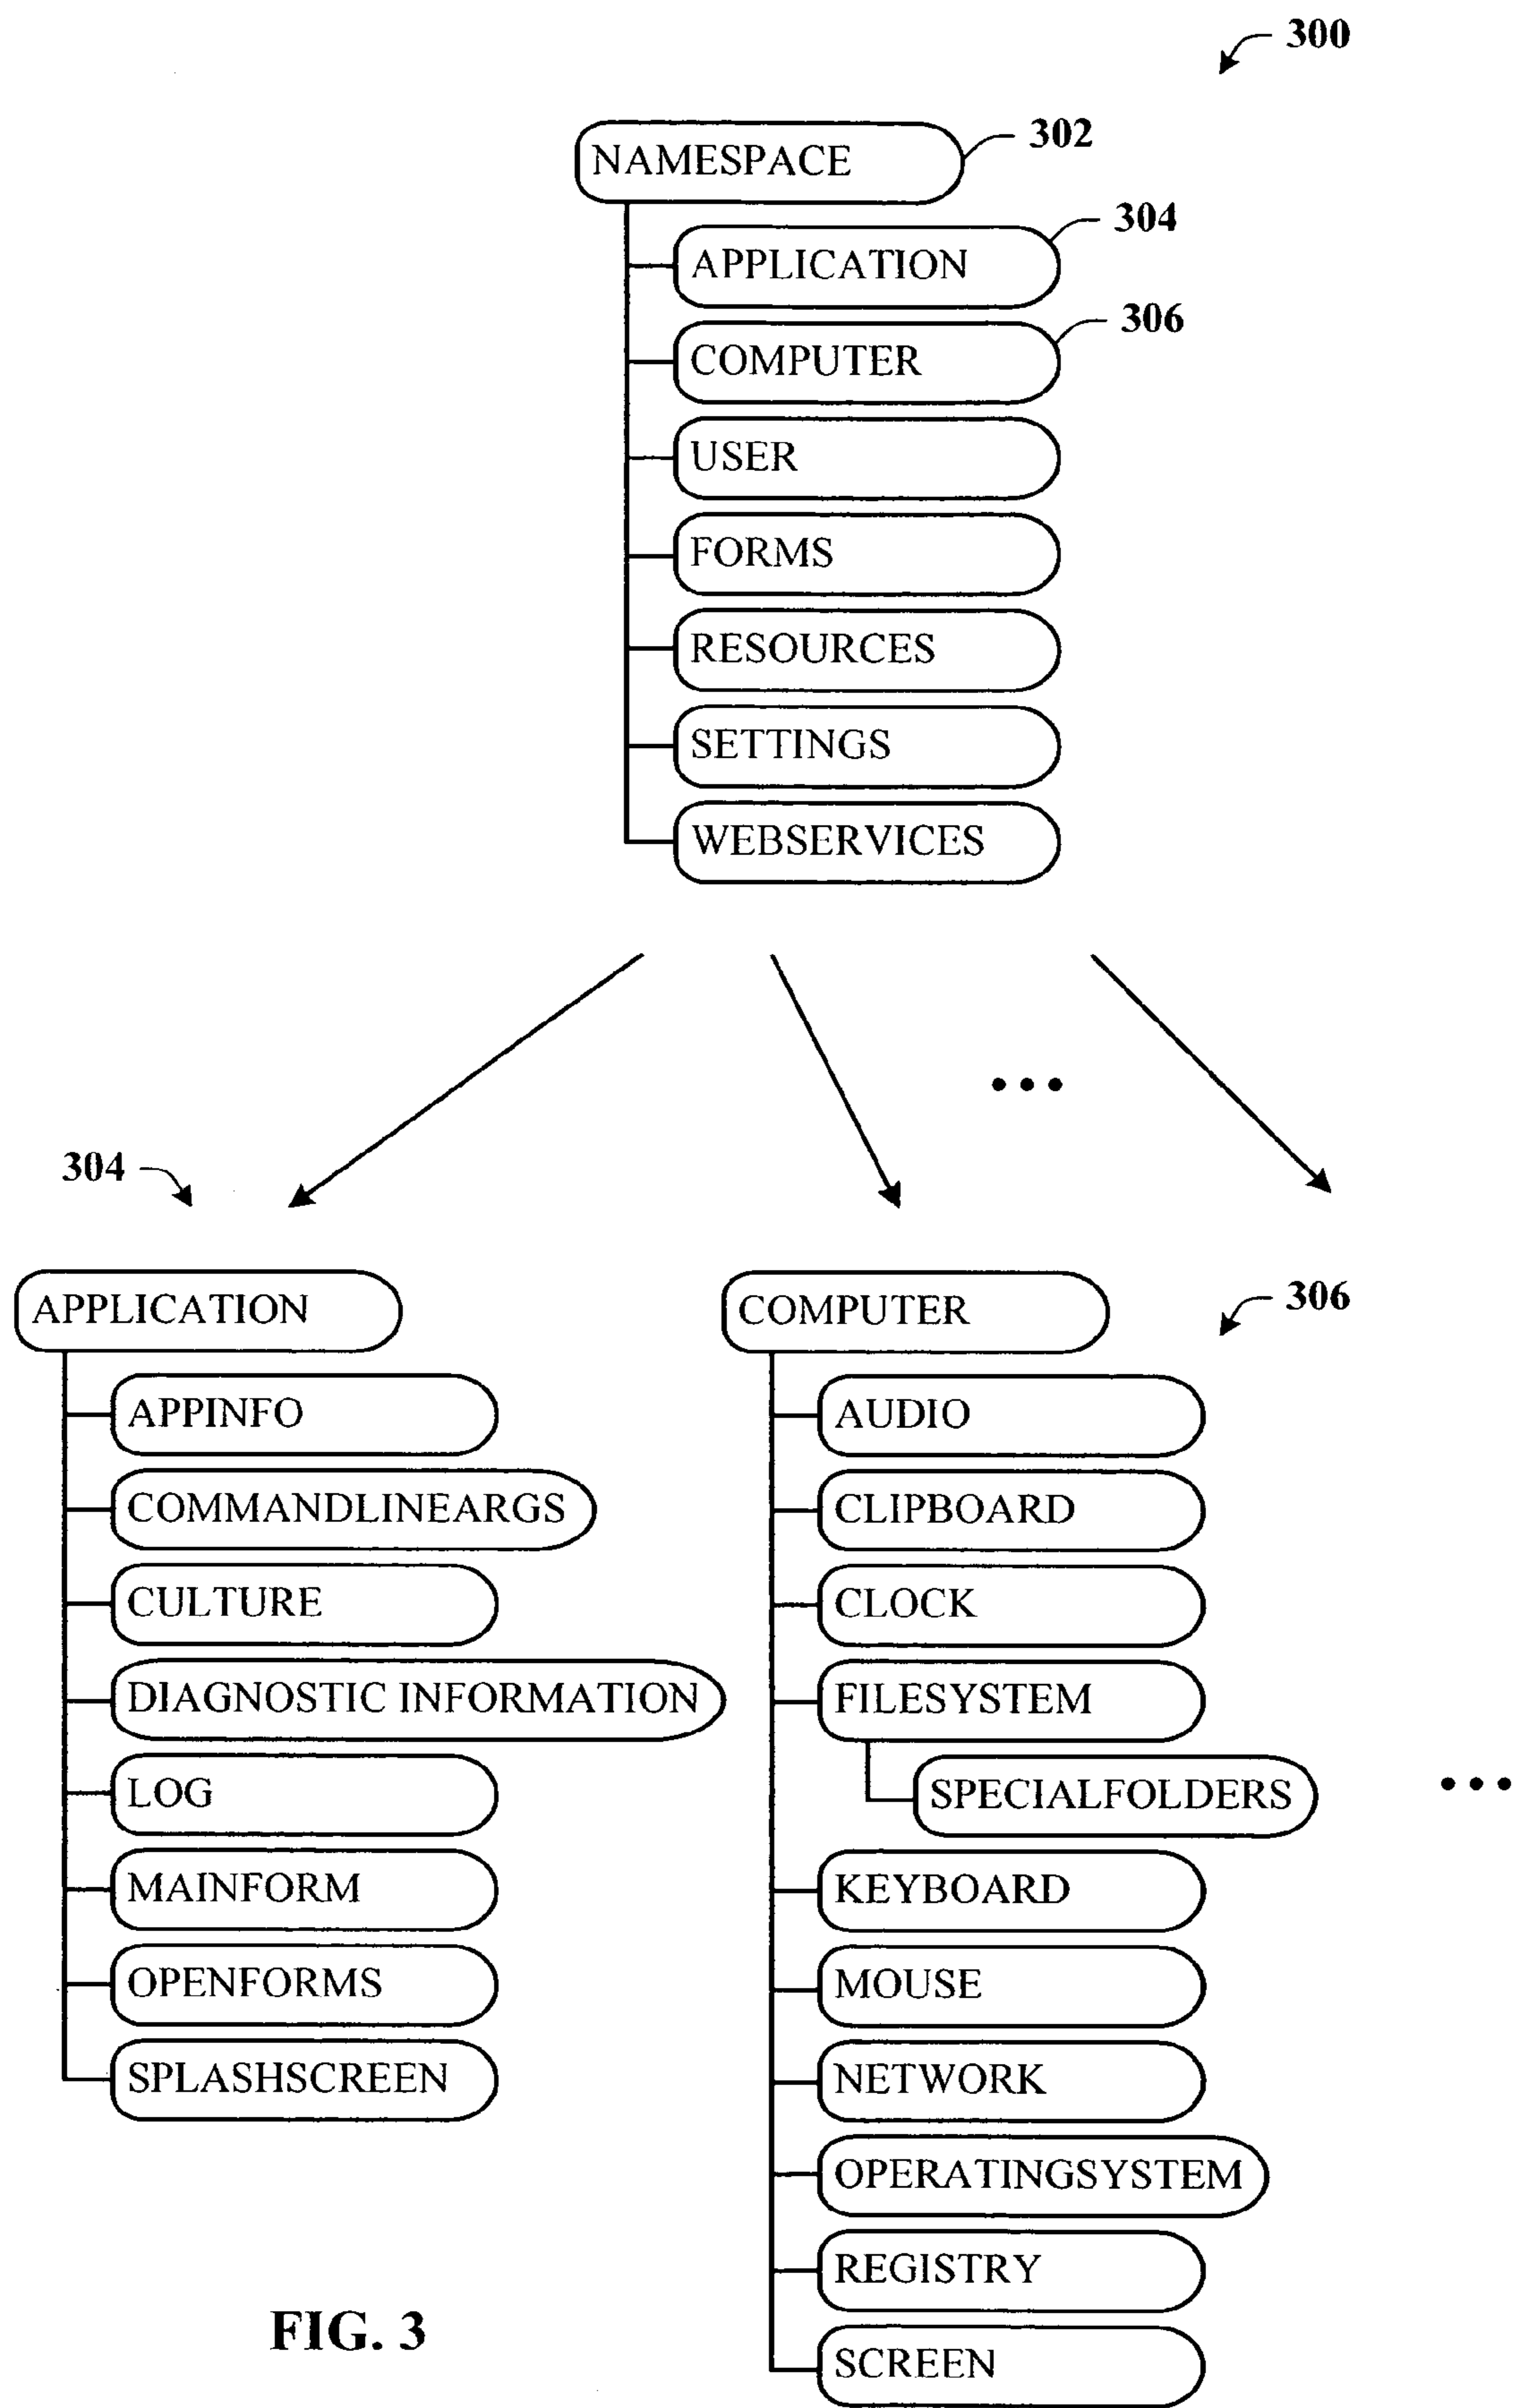 300
302
NAMESPACE
304
APPLICATION
306
COMPUTER
USER
FORMS
RESOURCES
SETTINGS
WEBSERVICES
304
APPLICATION
APPINFO
COMMANDLINEARGS
CULTURE
DIAGNOSTIC INFORMATION
LOG
MAINFORM
OPENFORMS
SPLASHSCREEN
306
COMPUTER
AUDIO
CLIPBOARD
CLOCK
FILESYSTEM
SPECIALFOLDERS
KEYBOARD
MOUSE
NETWORK
OPERATINGSYSTEM
REGISTRY
SCREEN
FIG. 3